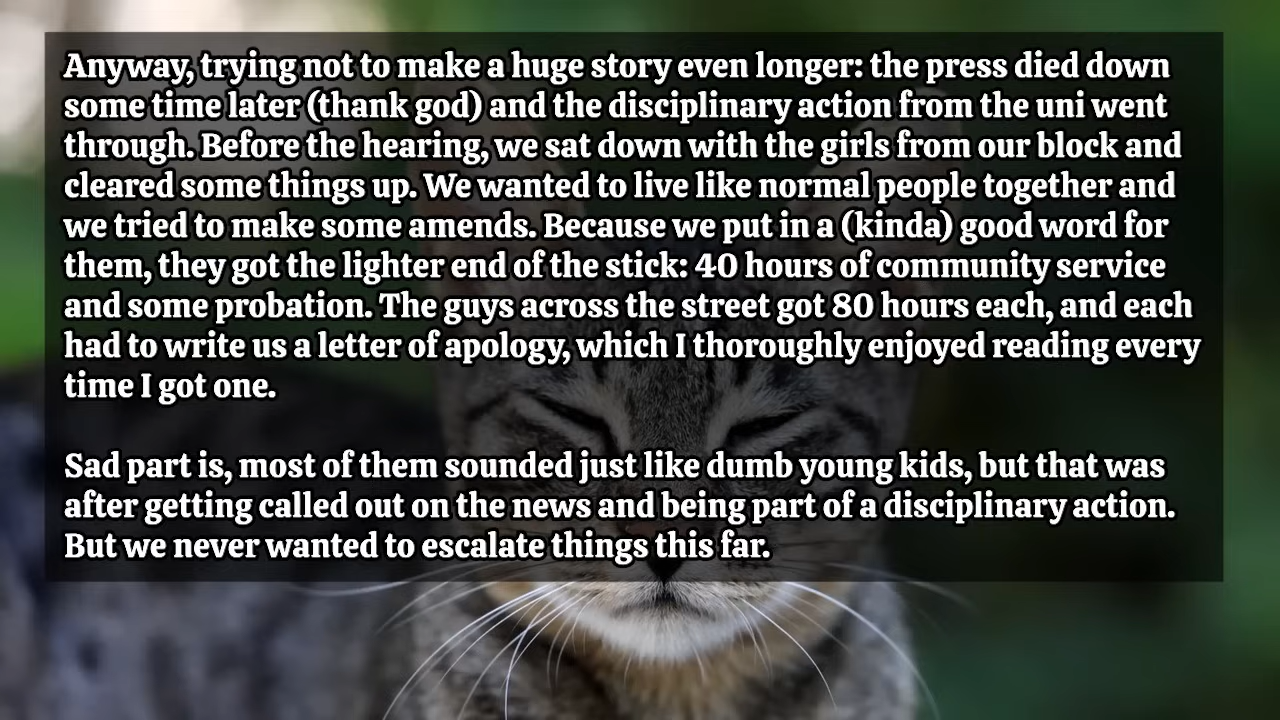 Anyway, trying not to make a huge story even longer: the press died down
some time later (thank god) and the disciplinary action from the uni went
through. Before the hearing, we sat down with the girls from our block and
cleared some things up. We wanted to live like normal people together and
we tried to make some amends. Because we put in a (kinda) good word for
them, they got the lighter end of the stick: 40 hours of community service
and some probation. The guys across the street got 80 hours each, and each
had to write us a letter of apology, which I thoroughly enjoyed reading every
time I got one.
Sad part is, most of them sounded just like dumb young kids, but that was
after getting called out on the news and being part of a disciplinary action.
But we never wanted to escalate things this far.